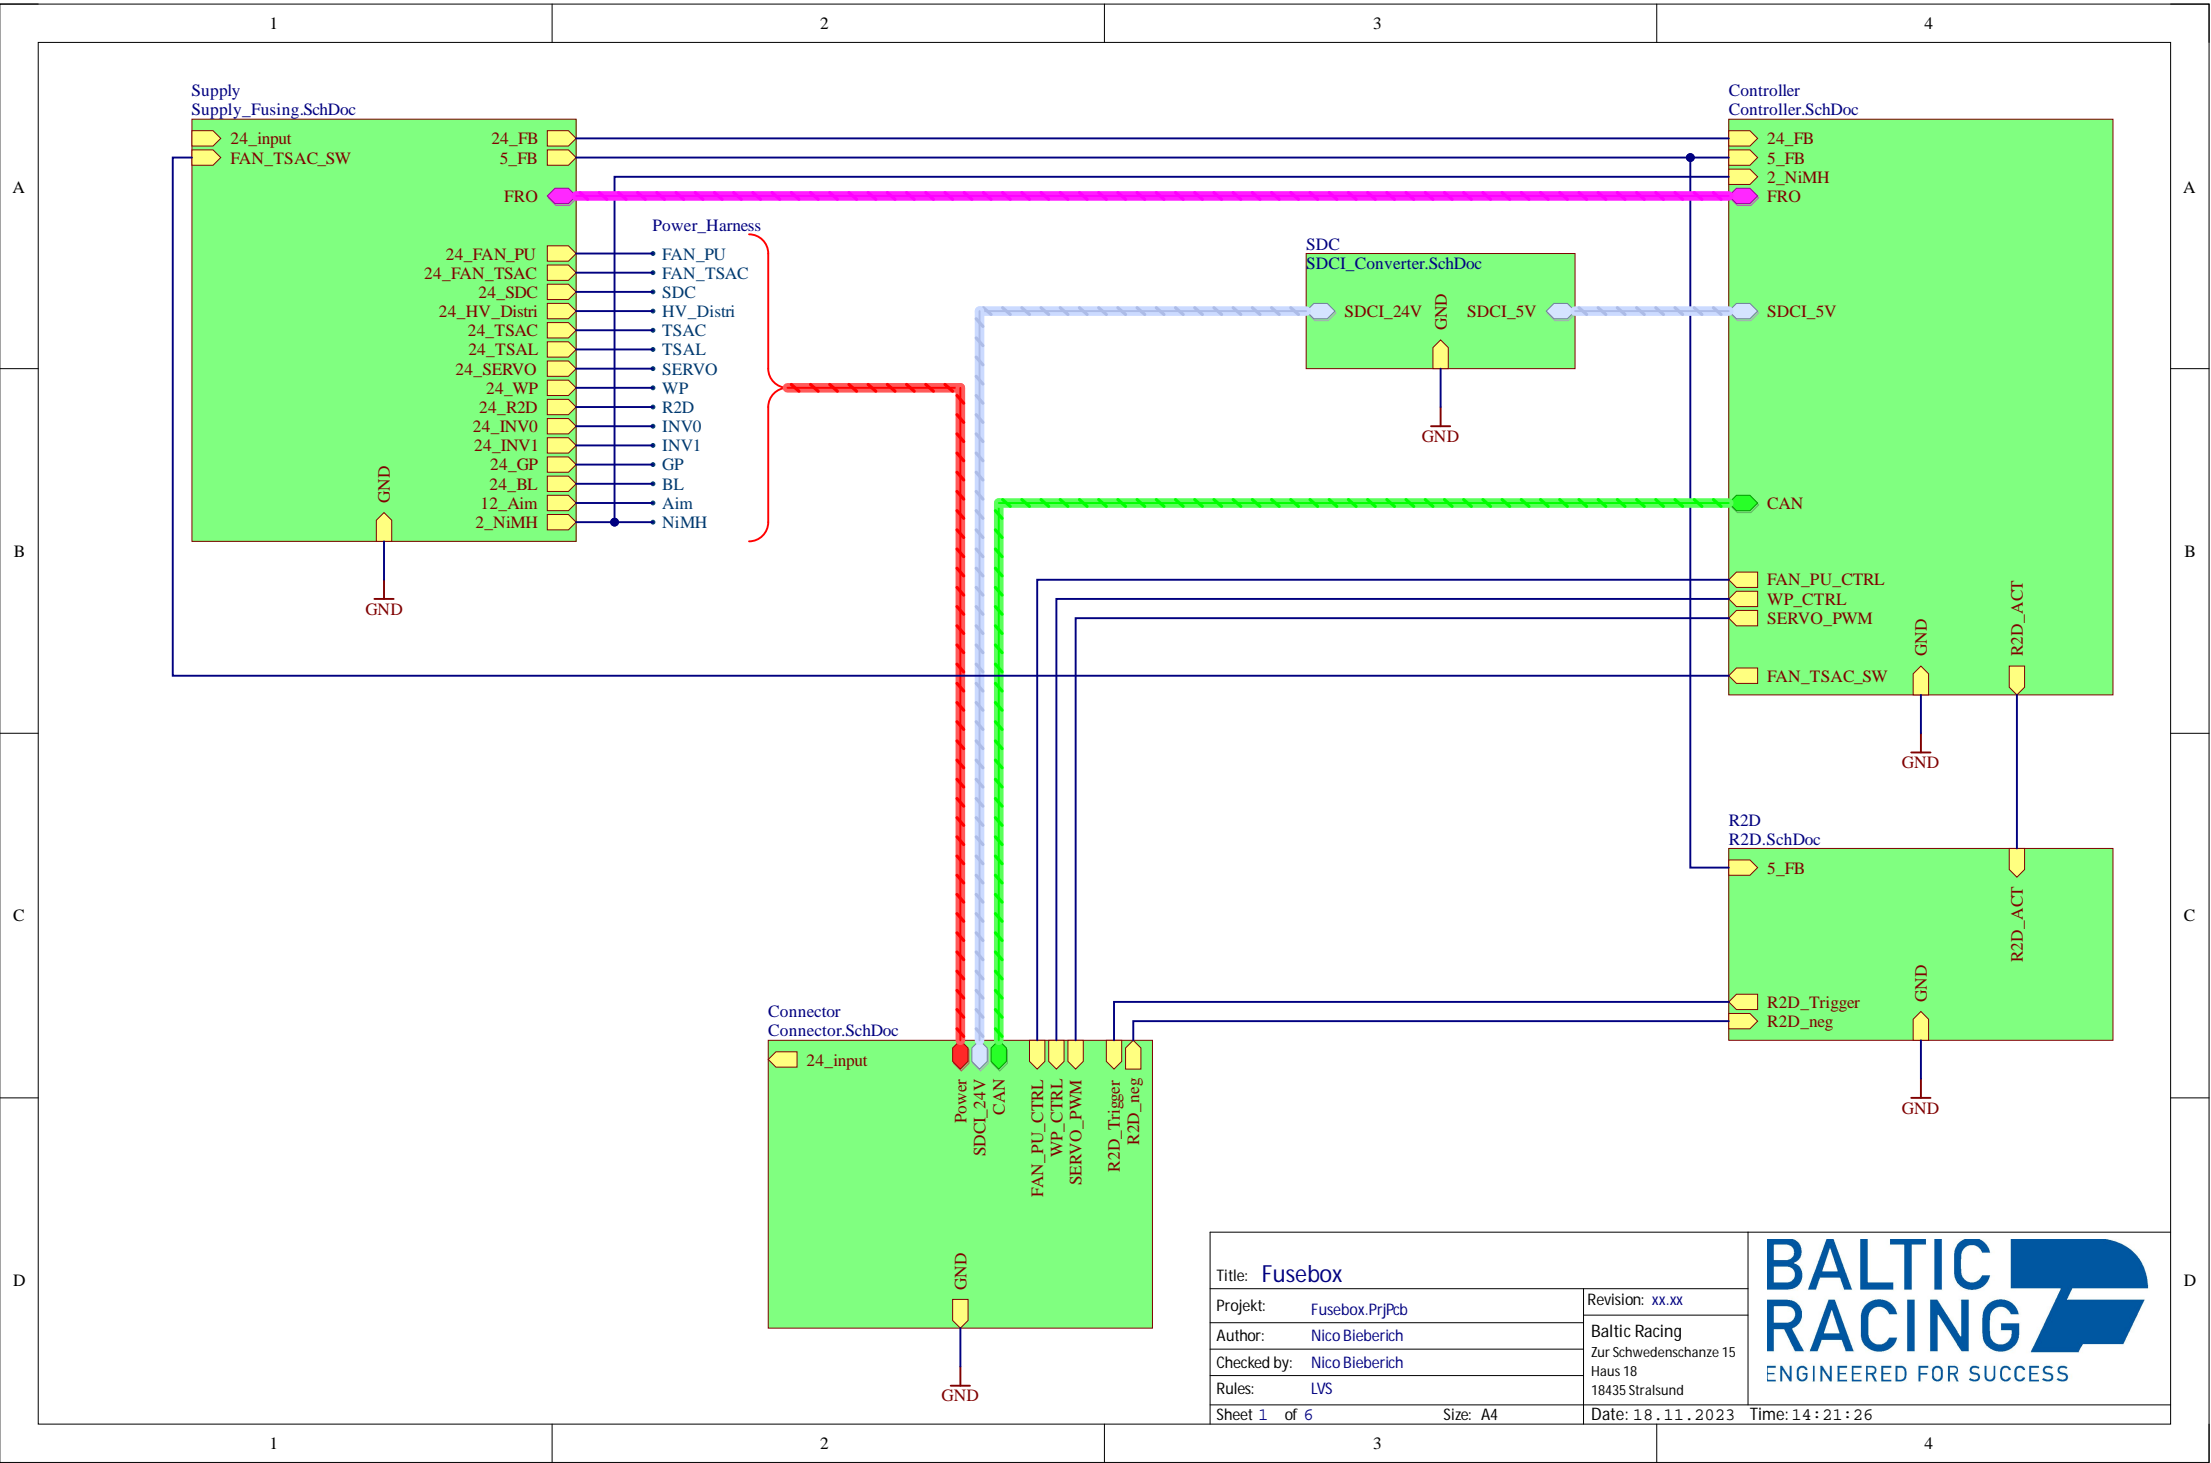 1 2 3 4
A
B
C
D
A
B
C
D
Supply
Supply_Fusing.SchDoc
24_input
FAN_TSAC_SW
24_FB
5_FB
FRO
24_FAN_PU
24_FAN_TSAC
24_SDC
24_HV_Distri
24_TSAC
24_TSAL
24_SERVO
24_WP
24_R2D
24_INV0
24_INV1
24_GP
24_BL
12_Aim
2_NiMH
GND
GND
Power_Harness
FAN_PU
FAN_TSAC
SDC
HV_Distri
TSAC
TSAL
SERVO
WP
R2D
INV0
INV1
GP
BL
Aim
NiMH
SDC
SDCI_Converter.SchDoc
SDCI_24V
GND
SDCI_5V
GND
Controller
Controller.SchDoc
24_FB
5_FB
2_NiMH
FRO
SDCI_5V
CAN
FAN_PU_CTRL
WP_CTRL
SERVO_PWM
FAN_TSAC_SW
GND
R2D_ACT
GND
R2D
R2D.SchDoc
5_FB
R2D_ACT
R2D_Trigger
R2D_neg
GND
GND
Connector
Connector.SchDoc
24_input
Power
SDCI_24V
CAN
FAN_PU_CTRL
WP_CTRL
SERVO_PWM
R2D_Trigger
R2D_neg
GND
GND
Title: Fusebox
Projekt: Fusebox.PrjPcb
Author: Nico Bieberich
Checked by: Nico Bieberich
Rules: LVS
Sheet 1 of 6 Size: A4
Revision: xx.xx
Baltic Racing
Zur Schwedenschanze 15
Haus 18
18435 Stralsund
Date: 18.11.2023 Time: 14:21:26
BALTIC
RACING
ENGINEERED FOR SUCCESS
1 2 3 4